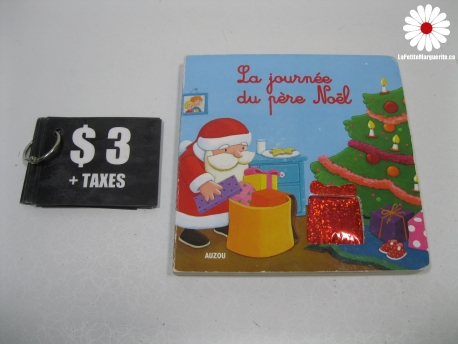 LaPetiteMarguerite.ca
$ 3
+ TAXES
La journée
du père Noël
AUZOU